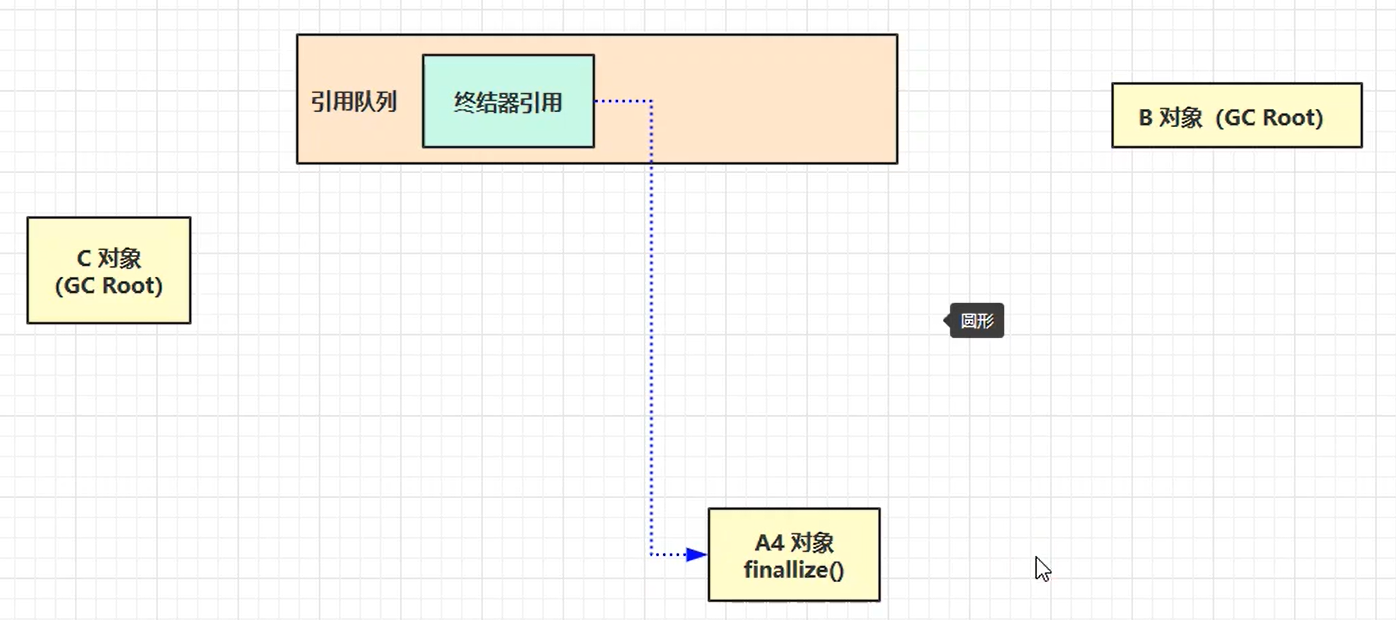 引用队列
终结器引用
B 对象（GC Root）
C 对象
(GC Root)
圆形
A4 对象
finallize()